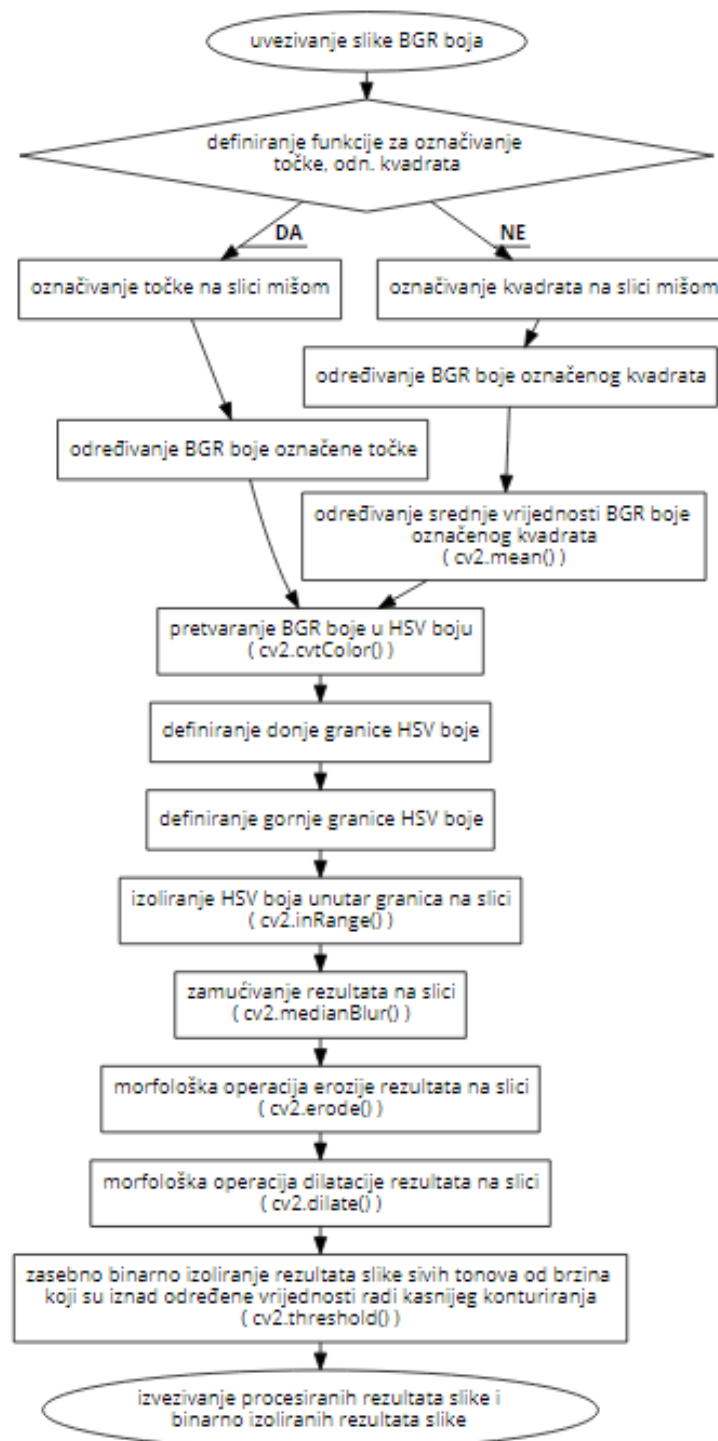 uvezivanje slike BGR boja
definiranje funkcije za označivanje
točke, odn. kvadrata
DA
NE
označivanje točke na slici mišom
označivanje kvadrata na slici mišom
određivanje BGR boje označenog kvadrata
određivanje BGR boje označene točke
određivanje srednje vrijednosti BGR boje
označenog kvadrata
( cv2.mean() )
pretvaranje BGR boje u HSV boju
( cv2.cvtColor() )
definiranje donje granice HSV boje
definiranje gornje granice HSV boje
izoliranje HSV boja unutar granica na slici
( cv2.inRange() )
zamućivanje rezultata na slici
( cv2.medianBlur() )
morfološka operacija erozije rezultata na slici
( cv2.erode() )
morfološka operacija dilatacije rezultata na slici
( cv2.dilate() )
zasebno binarno izoliranje rezultata slike sivih tonova od brzina
koji su iznad određene vrijednosti radi kasnijeg konturiranja
( cv2.threshold() )
izvezivanje procesiranih rezultata slike i
binarno izoliranih rezultata slike